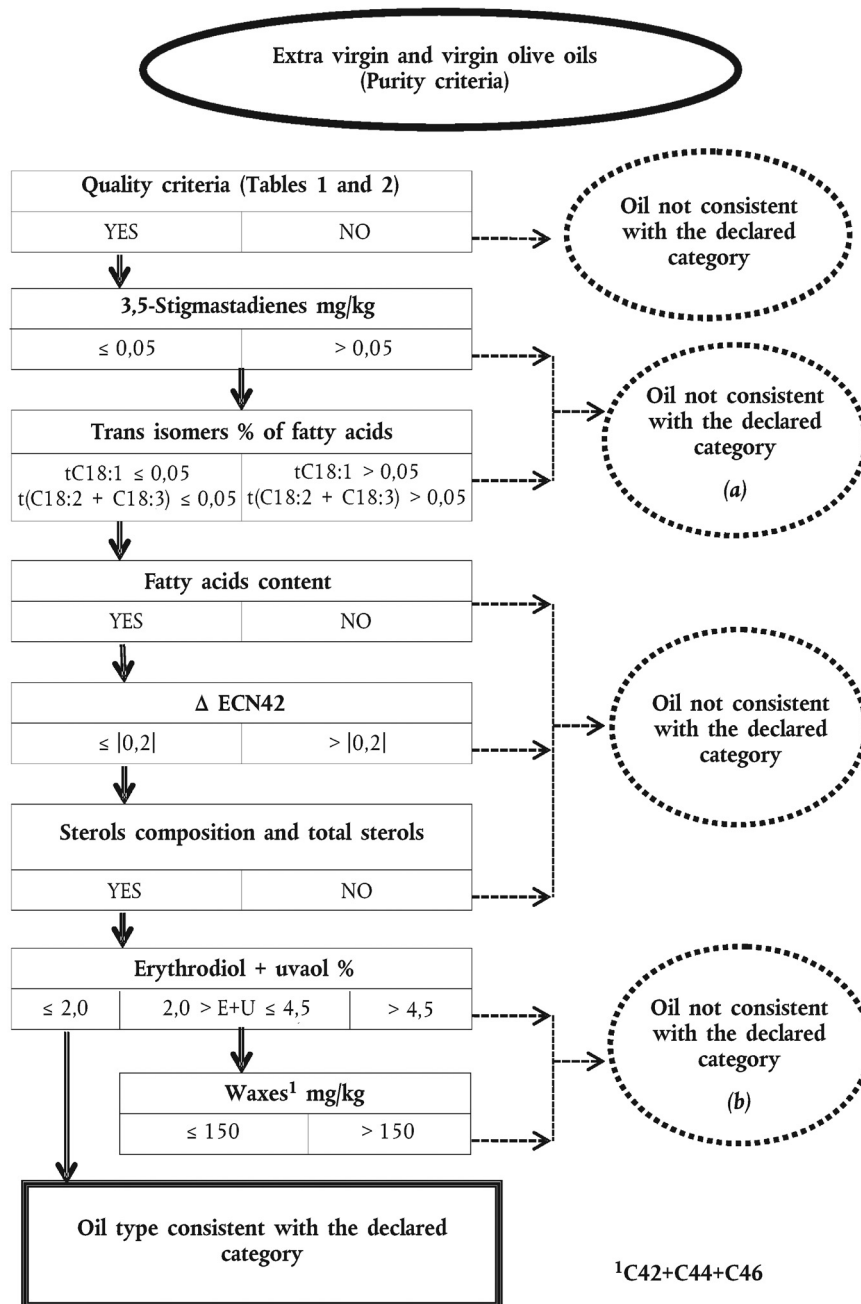 Extra virgin and virgin olive oils
(Purity criteria)
Quality criteria (Tables 1 and 2)
YES
NO
Oil not consistent
with the declared
category
3,5-Stigmastadienes mg/kg
≤ 0,05
> 0,05
Oil not consistent
with the declared
category
(a)
Trans isomers % of fatty acids
tC18:1 ≤ 0,05
t(C18:2 + C18:3) ≤ 0,05
tC18:1 > 0,05
t(C18:2 + C18:3) > 0,05
Fatty acids content
YES
NO
Δ ECN42
≤ |0,2|
> |0,2|
Oil not consistent
with the declared
category
Sterols composition and total sterols
YES
NO
Erythrodiol + uvaol %
≤ 2,0
2,0 > E+U ≤ 4,5
> 4,5
Oil not consistent
with the declared
category
(b)
Waxes¹ mg/kg
≤ 150
> 150
Oil type consistent with the declared
category
¹C42+C44+C46